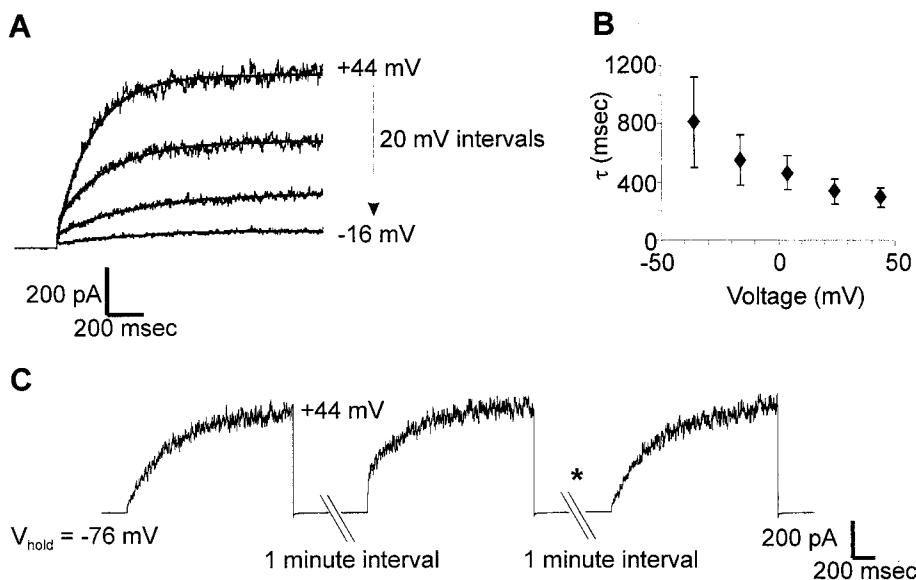 A
+44 mV
20 mV intervals
-16 mV
200 pA
200 msec
B
1200
800
400
0
τ (msec)
-50
0
50
Voltage (mV)
C
+44 mV
*
Vhold = -76 mV
1 minute interval
1 minute interval
200 pA
200 msec